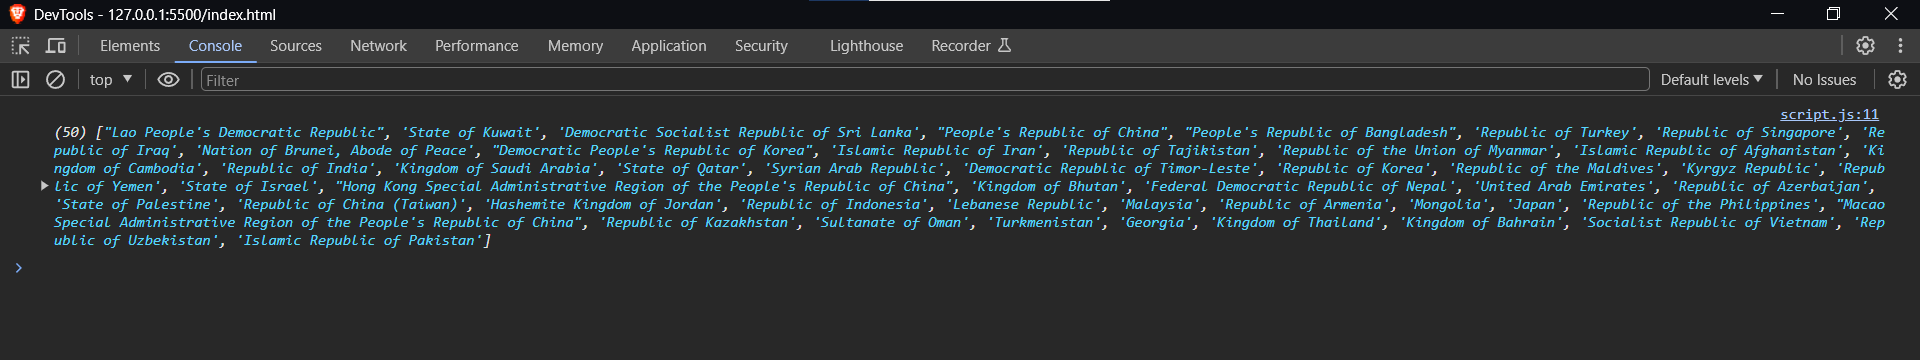 DevTools - 127.0.0.1:5500/index.html
Elements Console Sources Network Performance Memory Application Security Lighthouse Recorder
top Filter Default levels No Issues
script.js:11
(50) ["Lao People's Democratic Republic", 'State of Kuwait', 'Democratic Socialist Republic of Sri Lanka', "People's Republic of China", "People's Republic of Bangladesh", 'Republic of Turkey', 'Republic of Singapore', 'Re
public of Iraq', 'Nation of Brunei, Abode of Peace', "Democratic People's Republic of Korea", 'Islamic Republic of Iran', 'Republic of Tajikistan', 'Republic of the Union of Myanmar', 'Islamic Republic of Afghanistan', 'Ki
ngdom of Cambodia', 'Republic of India', 'Kingdom of Saudi Arabia', 'State of Qatar', 'Syrian Arab Republic', 'Democratic Republic of Timor-Leste', 'Republic of Korea', 'Republic of the Maldives', 'Kyrgyz Republic', 'Repub
lic of Yemen', 'State of Israel', "Hong Kong Special Administrative Region of the People's Republic of China", 'Kingdom of Bhutan', 'Federal Democratic Republic of Nepal', 'United Arab Emirates', 'Republic of Azerbaijan',
'State of Palestine', 'Republic of China (Taiwan)', 'Hashemite Kingdom of Jordan', 'Republic of Indonesia', 'Lebanese Republic', 'Malaysia', 'Republic of Armenia', 'Mongolia', 'Japan', 'Republic of the Philippines', "Macao
Special Administrative Region of the People's Republic of China", 'Republic of Kazakhstan', 'Sultanate of Oman', 'Turkmenistan', 'Georgia', 'Kingdom of Thailand', 'Kingdom of Bahrain', 'Socialist Republic of Vietnam', 'Rep
ublic of Uzbekistan', 'Islamic Republic of Pakistan']